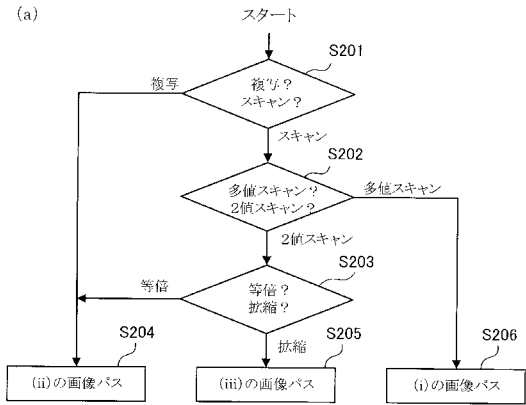 (a)
スタート
S201
複写
複写?
スキャン?
スキャン
S202
多値スキャン?
2値スキャン?
多値スキャン
2値スキャン
S203
等倍
等倍?
拡縮?
拡縮
S204
S205
S206
(ii)の画像パス
(iii)の画像パス
(i)の画像パス